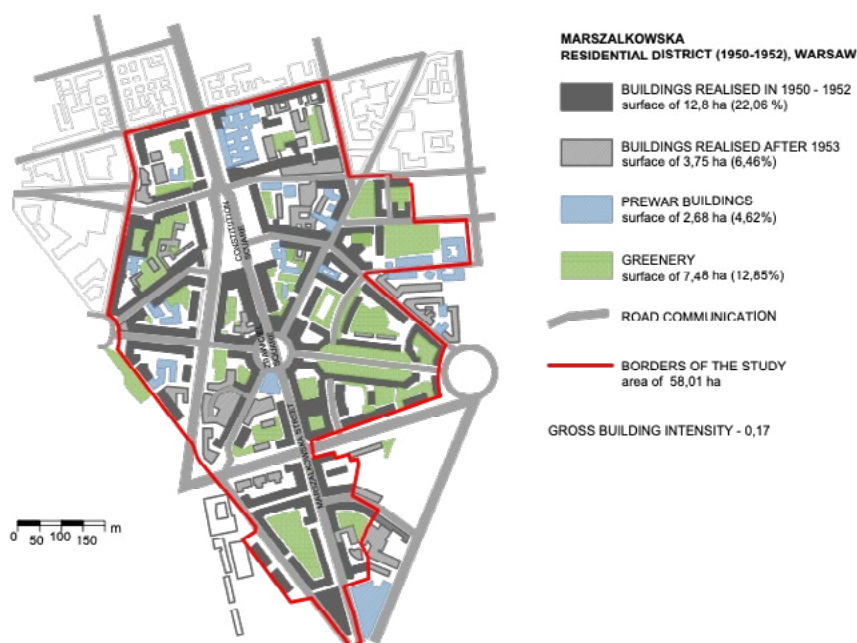 MARSZALKOWSKA
RESIDENTIAL DISTRICT (1950-1952), WARSAW
BUILDINGS REALISED IN 1950 - 1952
surface of 12,8 ha (22,06 %)
BUILDINGS REALISED AFTER 1953
surface of 3,75 ha (6,46%)
PREWAR BUILDINGS
surface of 2,68 ha (4,62%)
GREENERY
surface of 7,48 ha (12,85%)
ROAD COMMUNICATION
BORDERS OF THE STUDY
area of 58,01 ha
GROSS BUILDING INTENSITY - 0,17
CONSTITUTION
SQUARE
SQUARE
MARSZALKOWSKA STREET
0 50 100 150 m